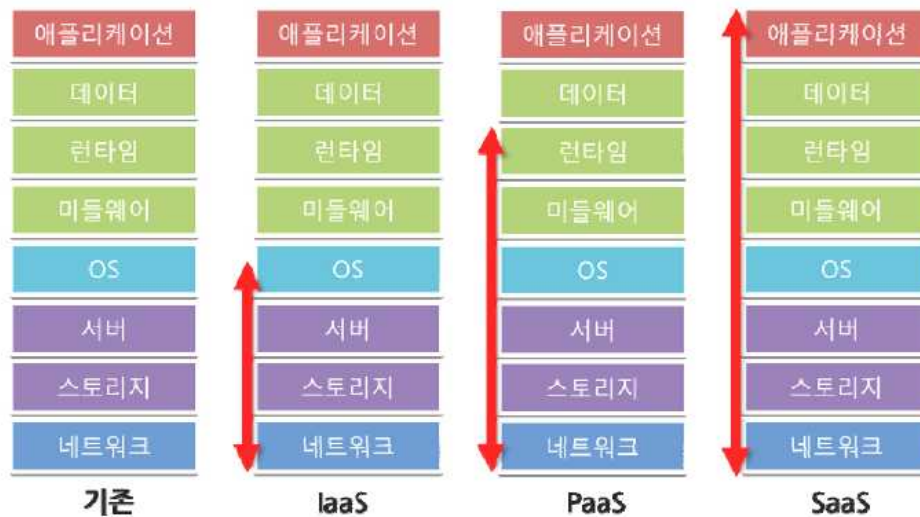 애플리케이션 애플리케이션 애플리케이션 애플리케이션
데이터 데이터 데이터 데이터
런타임 런타임 런타임 런타임
미들웨어 미들웨어 미들웨어 미들웨어
OS OS OS OS
서버 서버 서버 서버
스토리지 스토리지 스토리지 스토리지
네트워크 네트워크 네트워크 네트워크
기존 IaaS PaaS SaaS